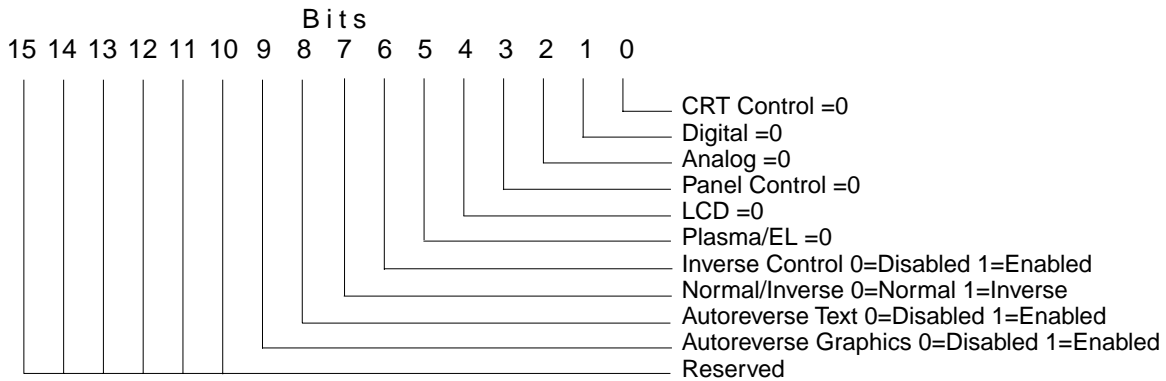 Bits
15 14 13 12 11 10 9 8 7 6 5 4 3 2 1 0
CRT Control =0
Digital =0
Analog =0
Panel Control =0
LCD =0
Plasma/EL =0
Inverse Control 0=Disabled 1=Enabled
Normal/Inverse 0=Normal 1=Inverse
Autoreverse Text 0=Disabled 1=Enabled
Autoreverse Graphics 0=Disabled 1=Enabled
Reserved